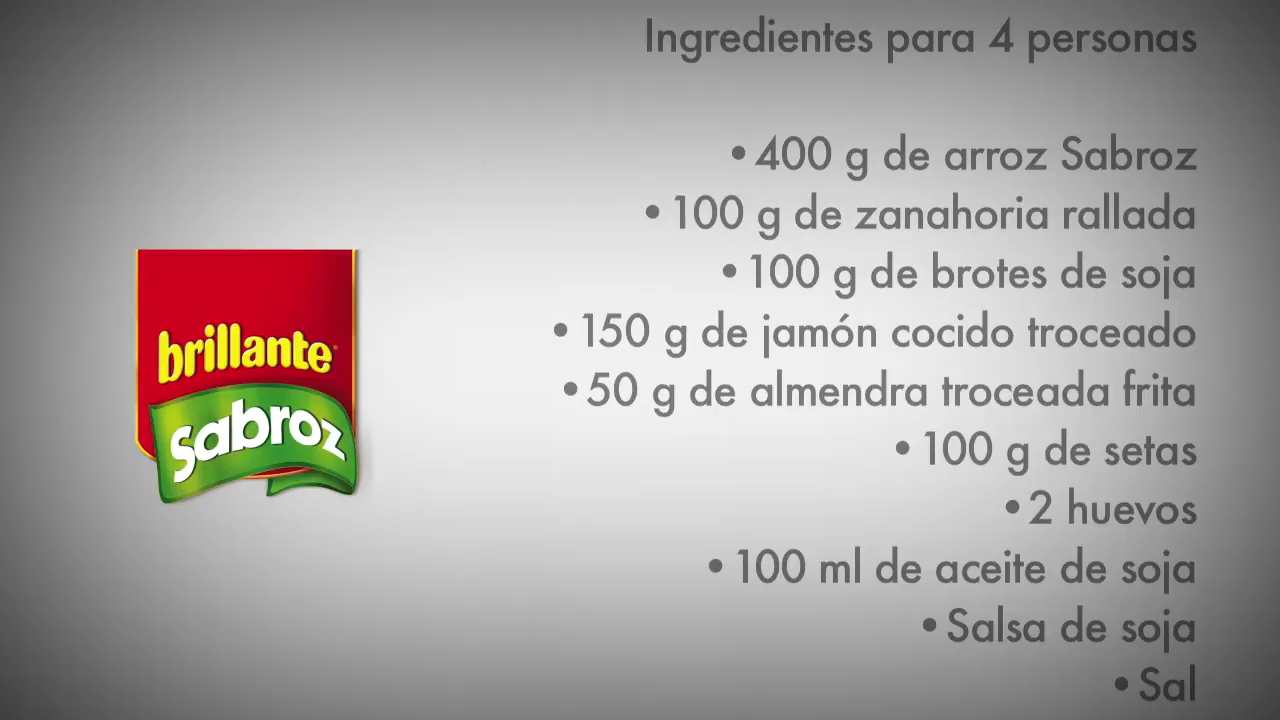 Ingredientes para 4 personas
•400 g de arroz Sabroz
•100 g de zanahoria rallada
•100 g de brotes de soja
•150 g de jamón cocido troceado
•50 g de almendra troceada frita
•100 g de setas
•2 huevos
•100 ml de aceite de soja
•Salsa de soja
•Sal
brillante
Sabroz